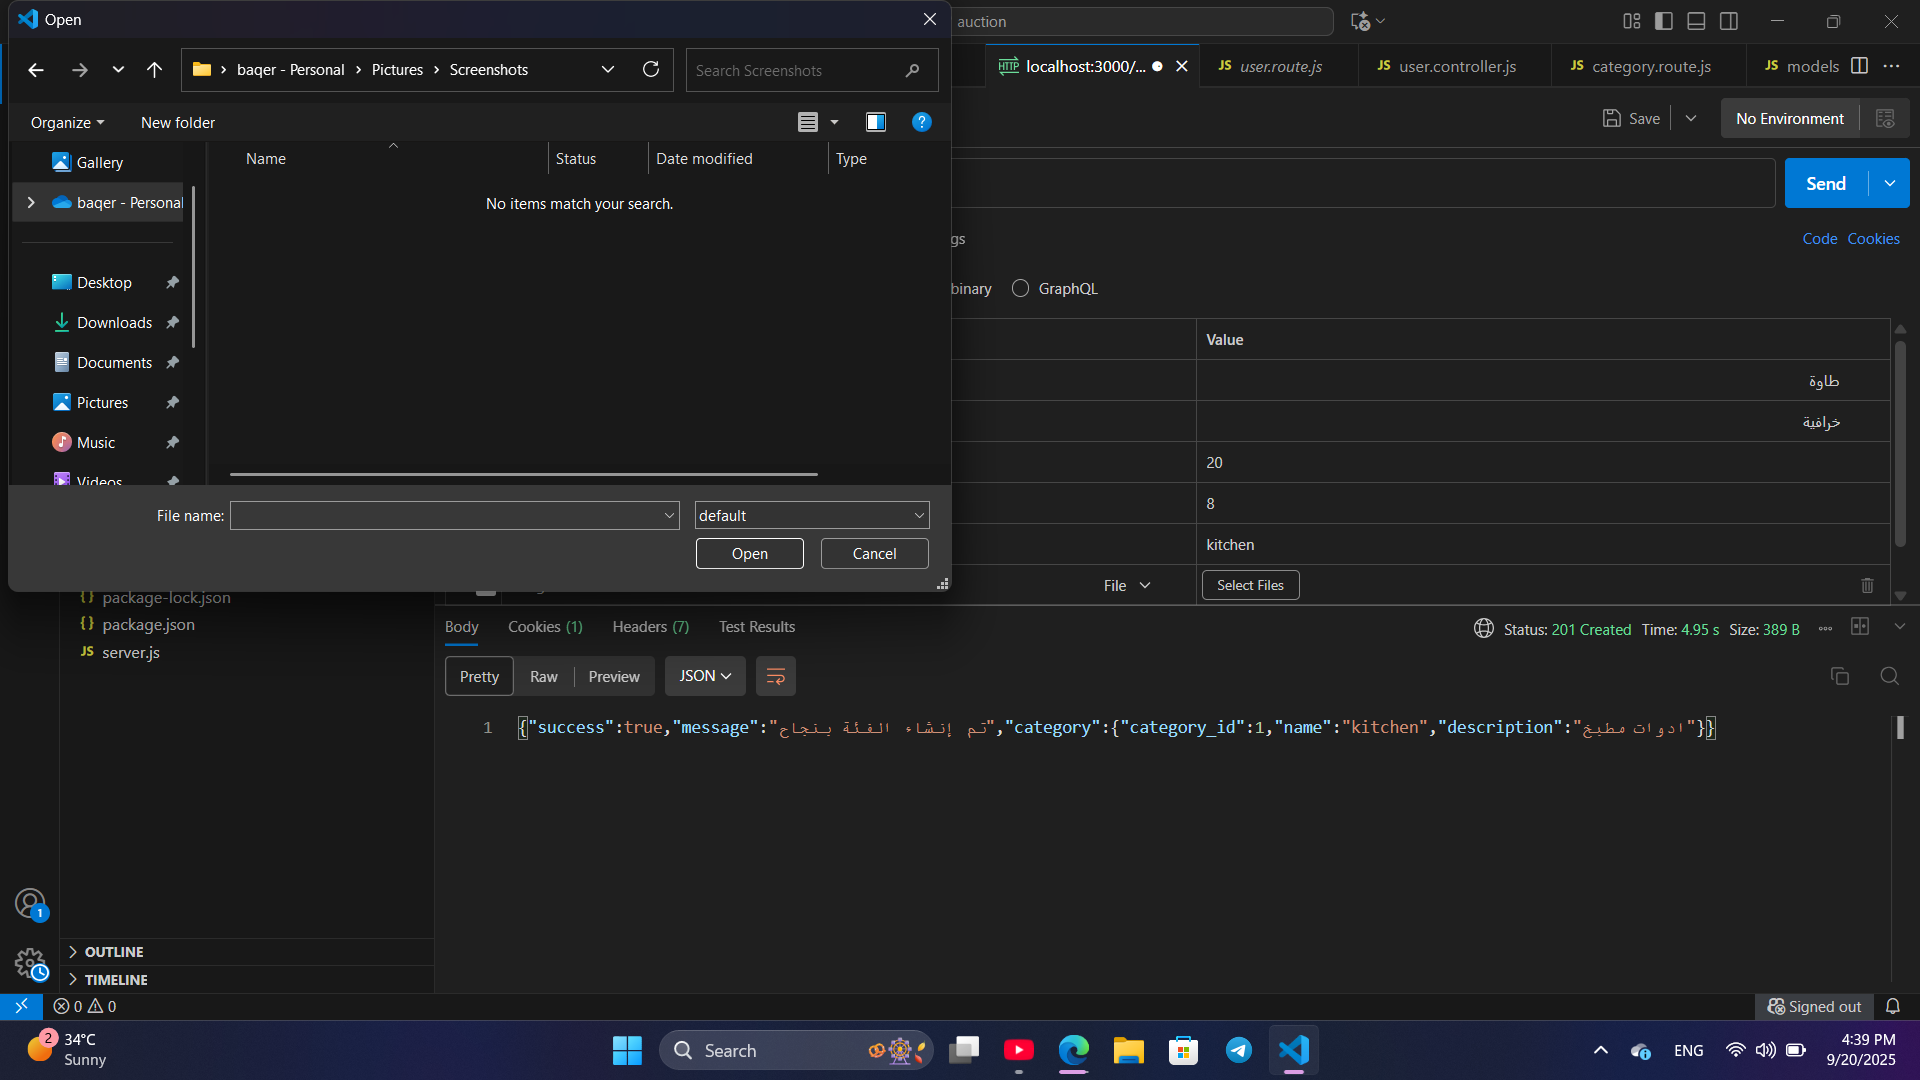 Open
auction
baqer - Personal
Pictures
Screenshots
Search Screenshots
localhost:3000/...
user.route.js
user.controller.js
category.route.js
models
Organize
New folder
Save
No Environment
Name
Status
Date modified
Type
Gallery
baqer - Personal
No items match your search.
Send
Desktop
Downloads
Documents
Pictures
Music
Videos
gs
Code
Cookies
binary
GraphQL
Value
طاوة
خرافية
20
8
kitchen
File
Select Files
File name:
default
Open
Cancel
package-lock.json
package.json
server.js
Body
Cookies (1)
Headers (7)
Test Results
Status: 201 Created Time: 4.95 s Size: 389 B
Pretty
Raw
Preview
JSON
1 {"success":true,"message":"تم إنشاء الفئة بنجاح","category":{"category_id":1,"name":"kitchen","description":"ادوات مطبخ"}}
1
OUTLINE
TIMELINE
0 0
Signed out
2
34°C
Sunny
Search
ENG
4:39 PM
9/20/2025